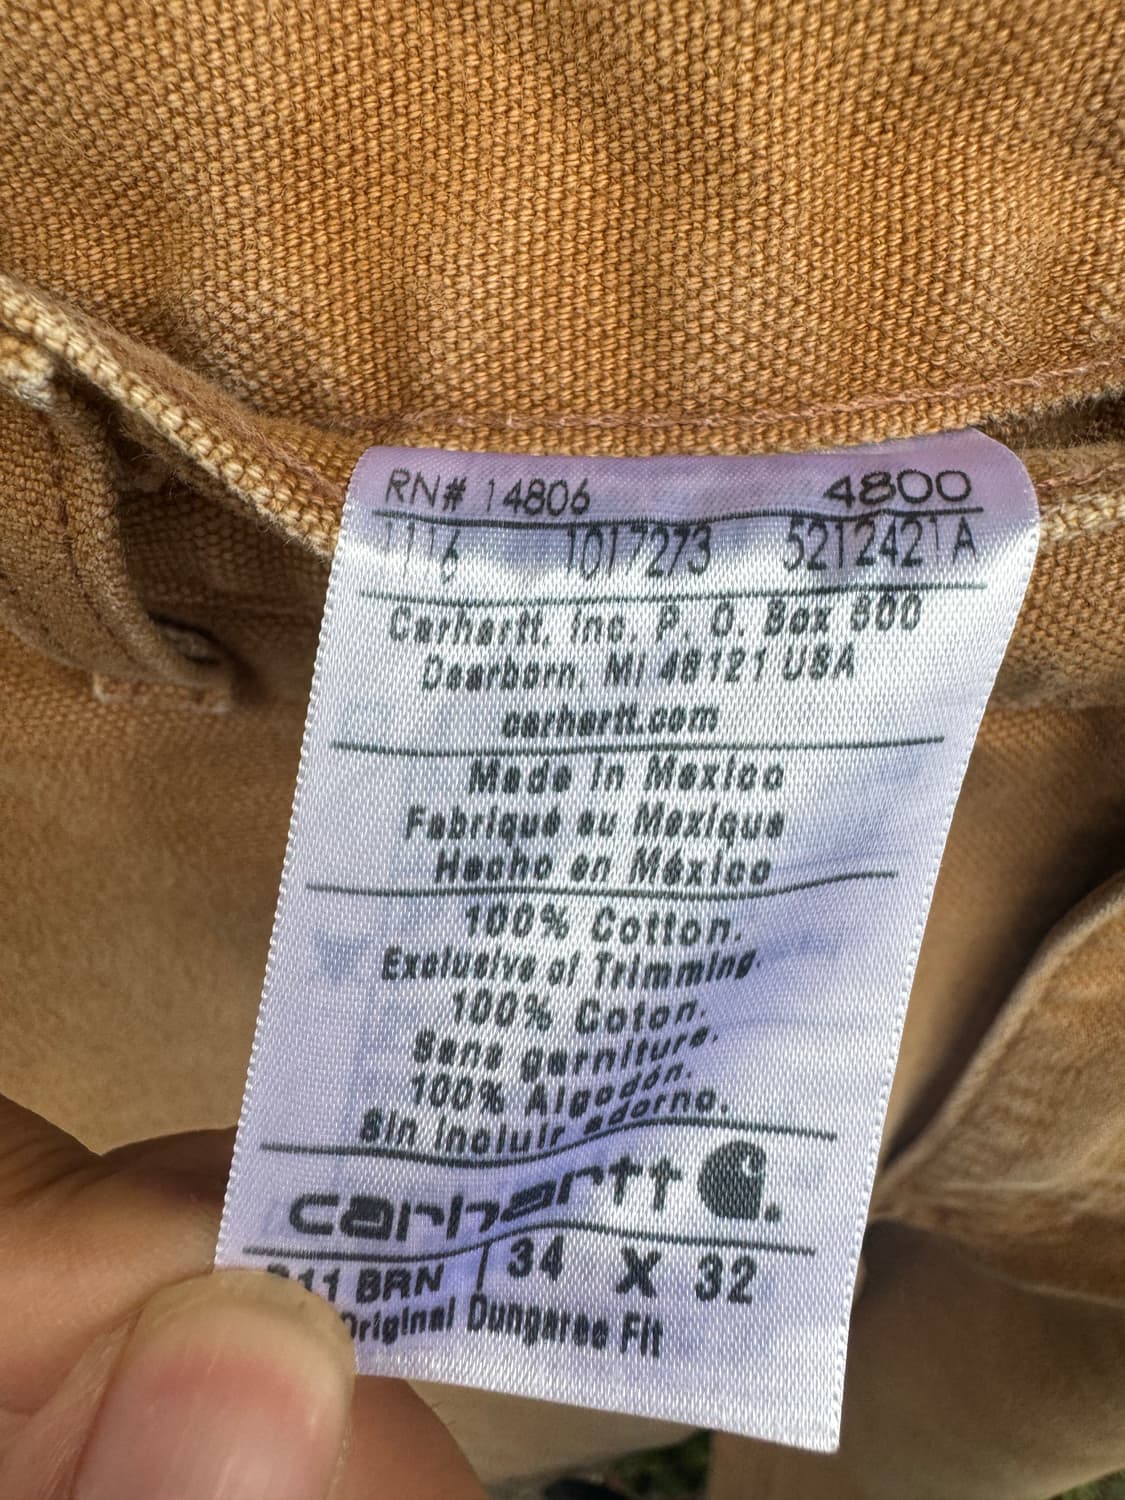 RN# 14806 4800
1116 1017273 5212421A
Carhartt, Inc. P. O. Box 600
Dearborn, MI 48121 USA
carhartt.com
Made in Mexico
Fabriqué au Mexique
Hecho en México
100% Cotton.
Exclusive of Trimming.
100% Coton.
Sans garniture.
100% Algodón.
Sin incluir adorno.
carhartt
11 BRN 34 X 32
Original Dungaree Fit